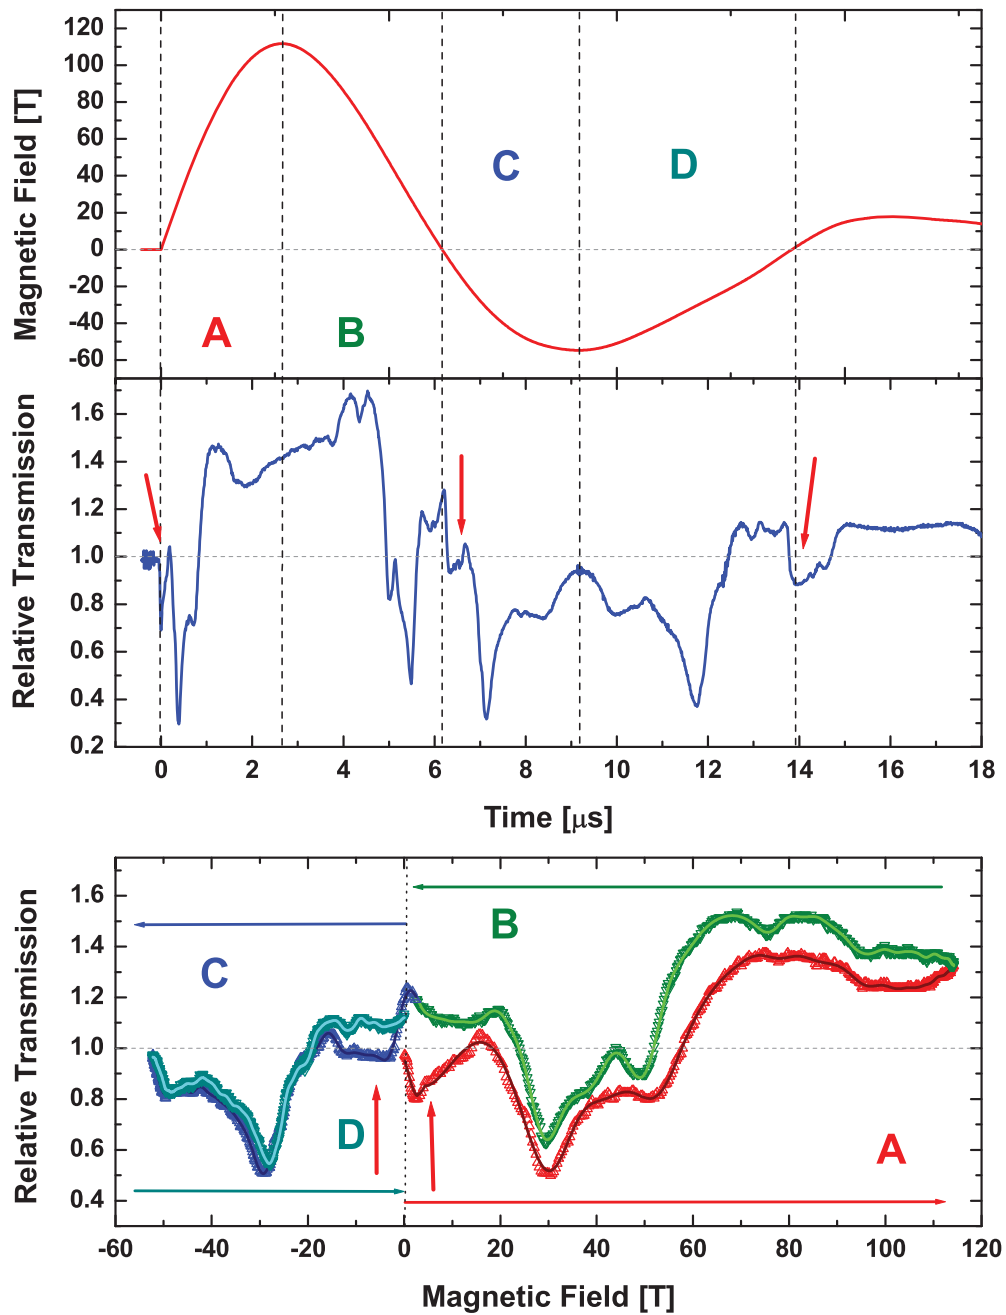 Magnetic Field [T]
120
100
80
60
40
20
0
-20
-40
-60
A
B
C
D
Relative Transmission
1.6
1.4
1.2
1.0
0.8
0.6
0.4
0.2
0 2 4 6 8 10 12 14 16 18
Time [μs]
Relative Transmission
1.6
1.4
1.2
1.0
0.8
0.6
0.4
C
B
D
A
-60 -40 -20 0 20 40 60 80 100 120
Magnetic Field [T]